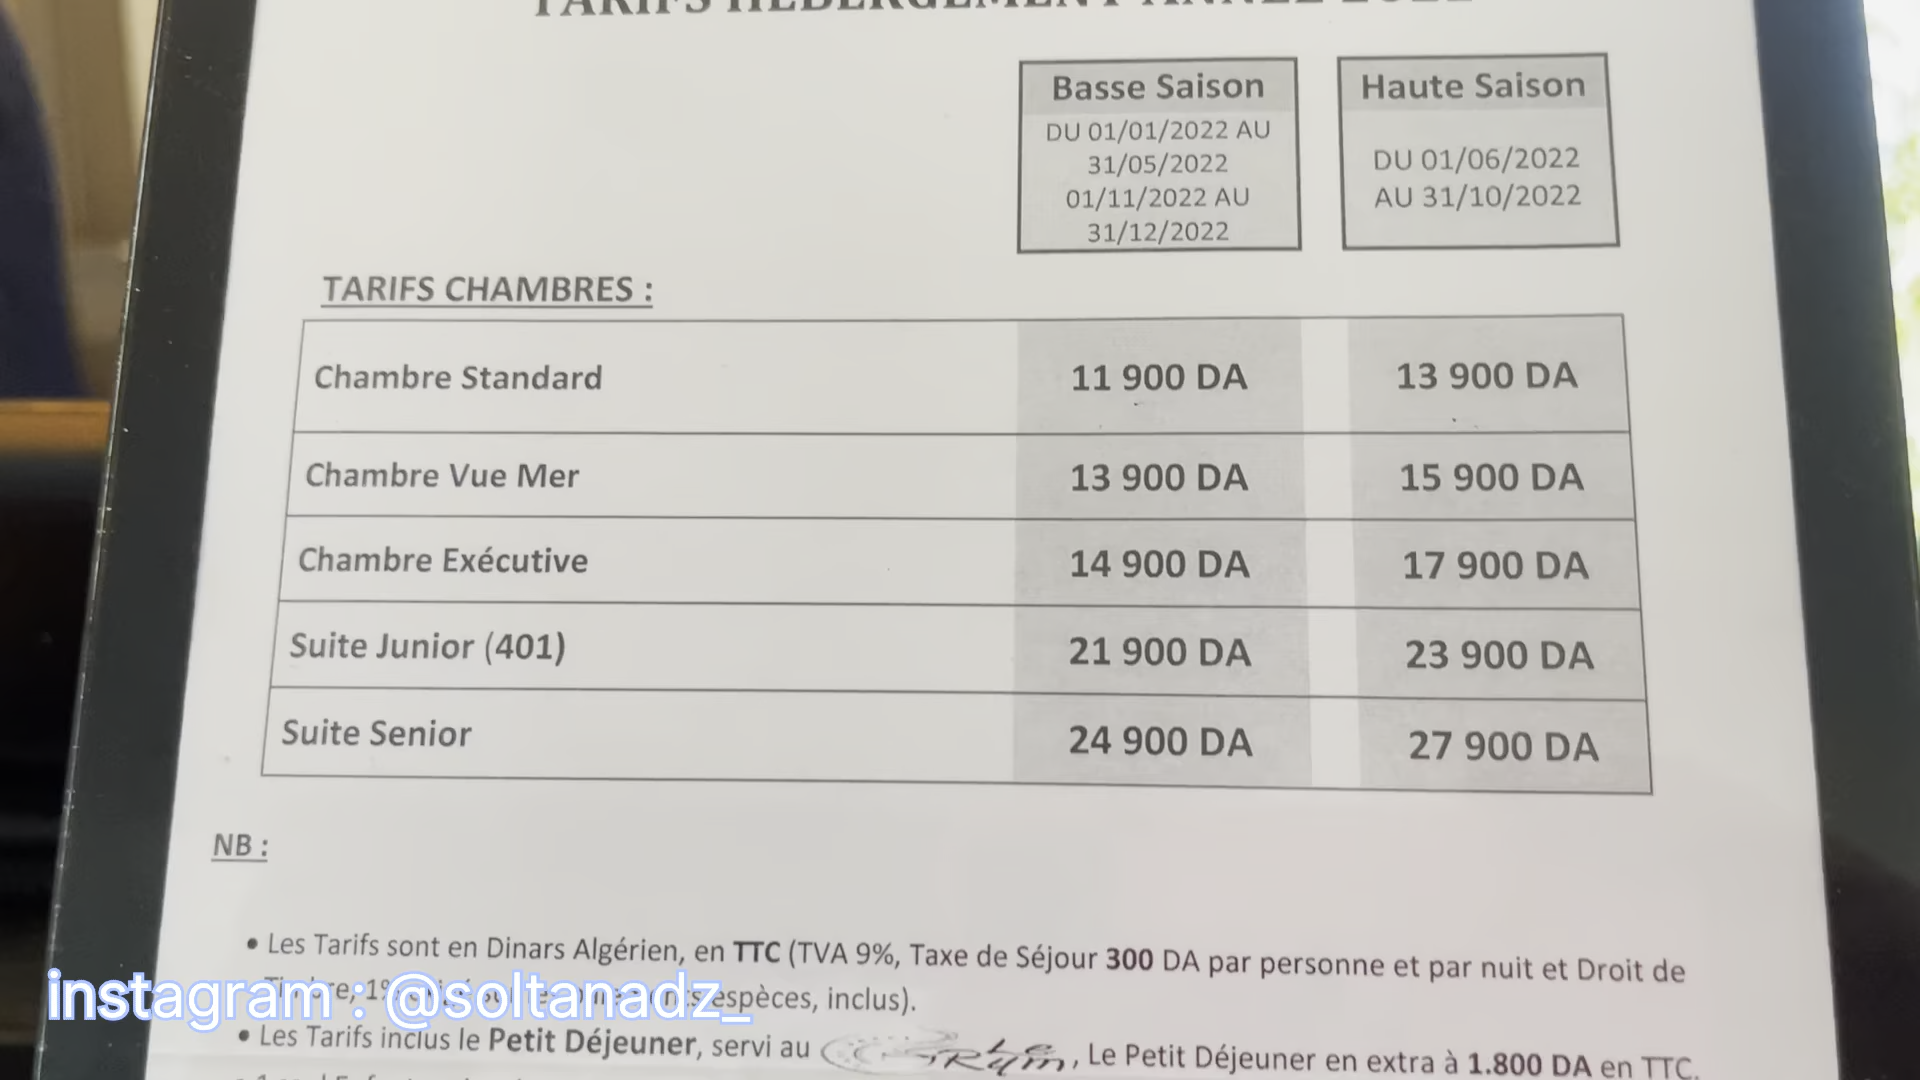 TARIFS HEBERGEMENT ANNEE 2022
Basse Saison
DU 01/01/2022 AU
31/05/2022
01/11/2022 AU
31/12/2022
Haute Saison
DU 01/06/2022
AU 31/10/2022
TARIFS CHAMBRES :
Chambre Standard 11 900 DA 13 900 DA
Chambre Vue Mer 13 900 DA 15 900 DA
Chambre Exécutive 14 900 DA 17 900 DA
Suite Junior (401) 21 900 DA 23 900 DA
Suite Senior 24 900 DA 27 900 DA
NB :
• Les Tarifs sont en Dinars Algérien, en TTC (TVA 9%, Taxe de Séjour 300 DA par personne et par nuit et Droit de
Timbre, 1% espèces, inclus).
instagram : @soltanadz_
• Les Tarifs inclus le Petit Déjeuner, servi au , Le Petit Déjeuner en extra à 1.800 DA en TTC.